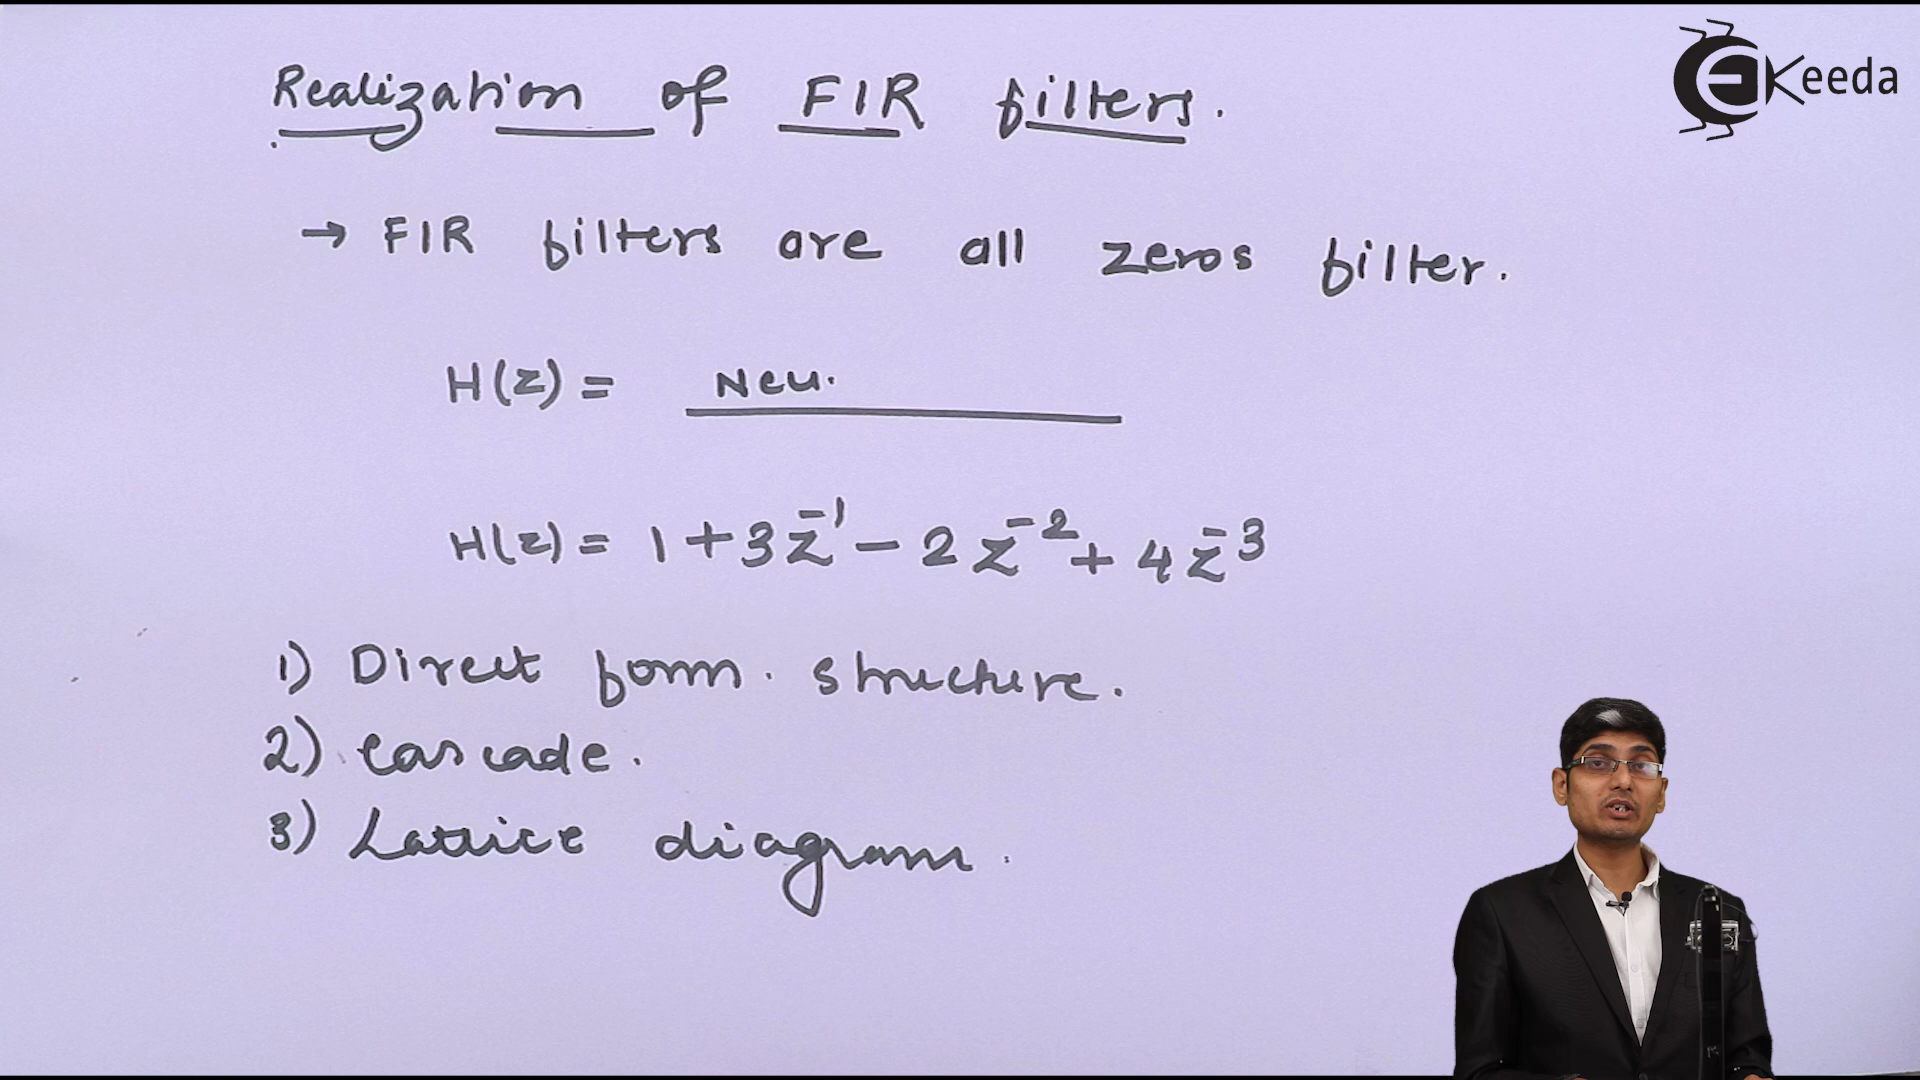 EKeeda
Realization of FIR filters.
→ FIR filters are all zeros filter.
H(z) = Neu.
H(z) = 1 + 3z⁻¹ - 2z⁻² + 4z⁻³
1) Direct form. structure.
2) cascade.
3) Lattice diagram.